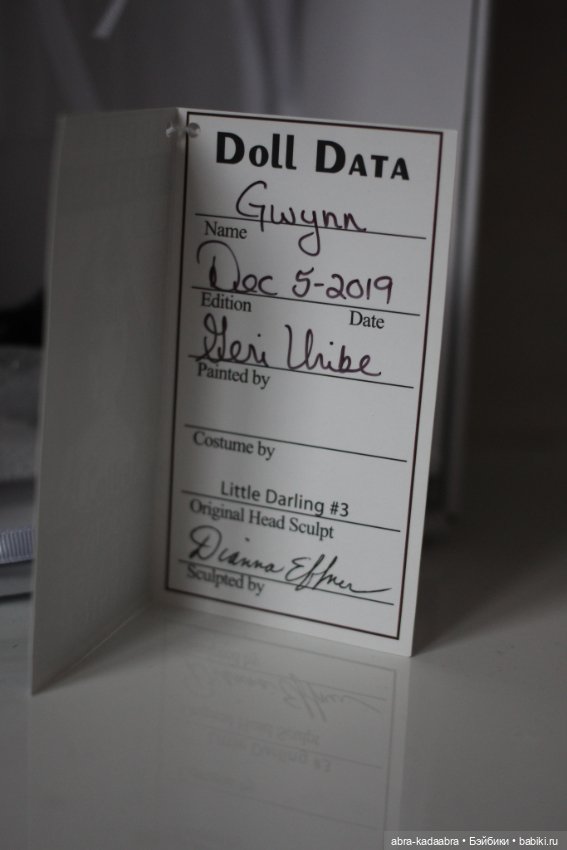 Doll Data
Gwynn
Name
Dec 5-2019
Edition Date
Geri Uribe
Painted by
Costume by
Little Darling #3
Original Head Sculpt
Dianna Effner
Sculpted by
abra-kadaabra • Бэйбики • babiki.ru